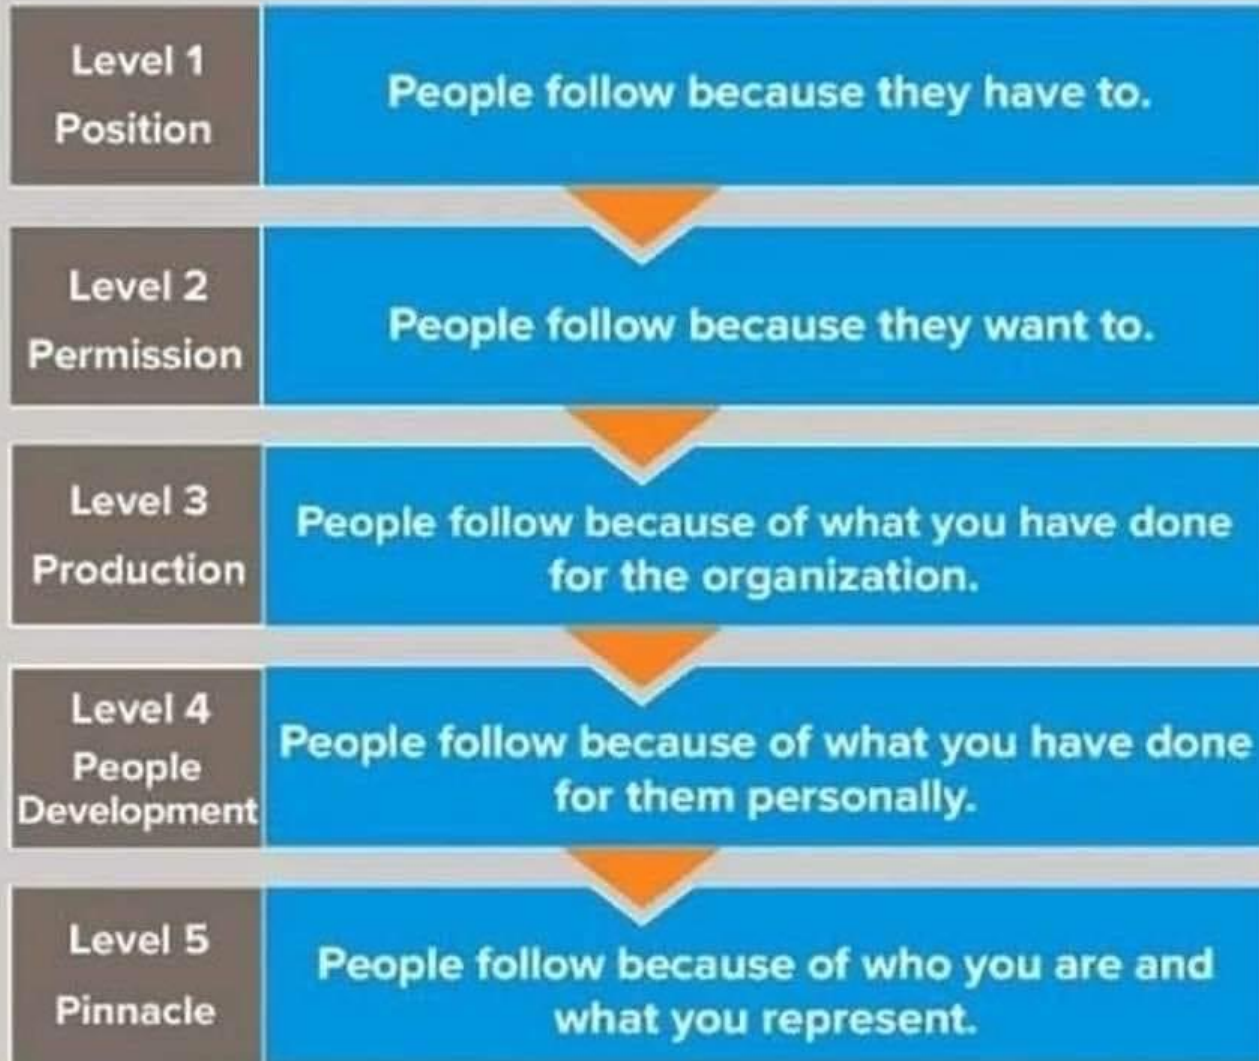 Level 1
Position
People follow because they have to.
Level 2
Permission
People follow because they want to.
Level 3
Production
People follow because of what you have done
for the organization.
Level 4
People
Development
People follow because of what you have done
for them personally.
Level 5
Pinnacle
People follow because of who you are and
what you represent.